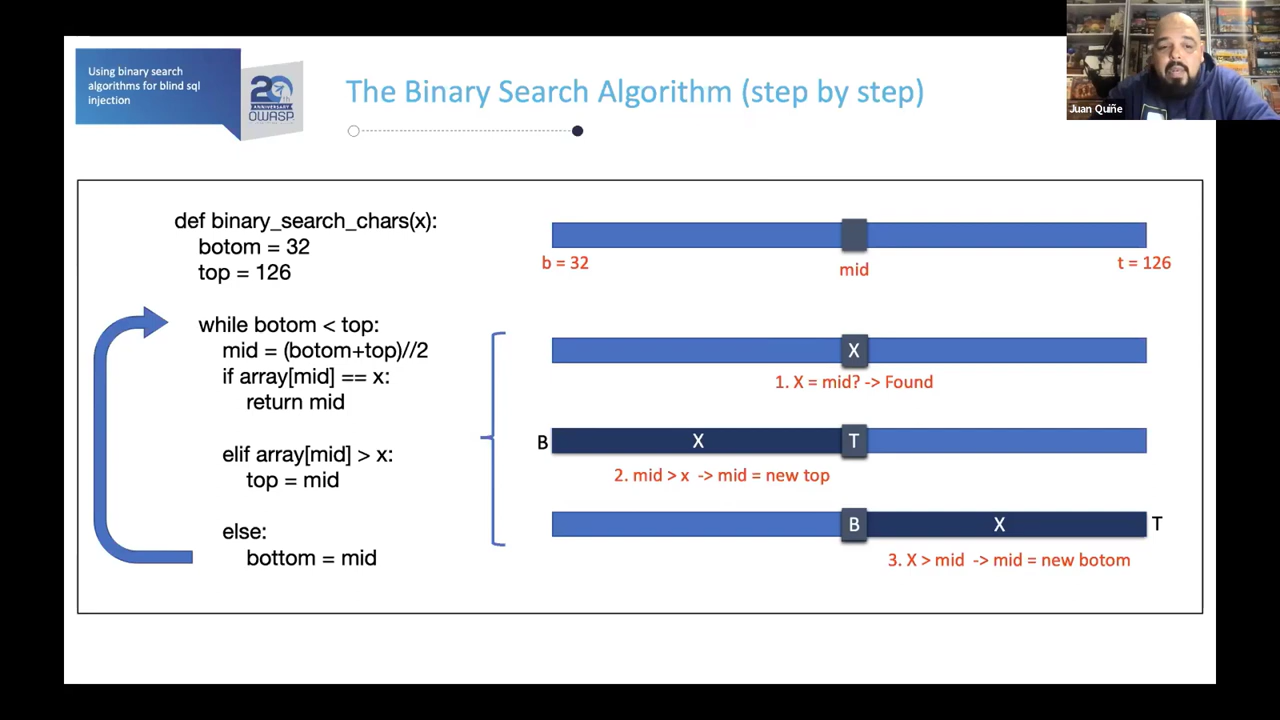 Using binary search
algorithms for blind sql
injection
20th
ANNIVERSARY
OWASP
The Binary Search Algorithm (step by step)
Juan Quiñe
def binary_search_chars(x):
botom = 32
top = 126
while botom < top:
mid = (botom+top)//2
if array[mid] == x:
return mid
elif array[mid] > x:
top = mid
else:
bottom = mid
b = 32
mid
t = 126
X
1. X = mid? -> Found
B
X
T
2. mid > x -> mid = new top
B
X
T
3. X > mid -> mid = new botom